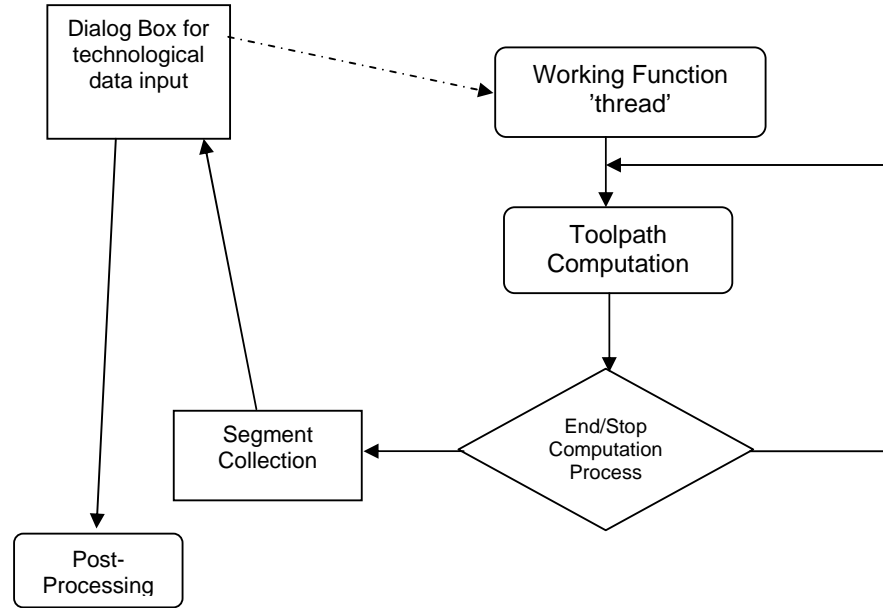 Dialog Box for
technological
data input
Working Function
’thread’
Toolpath
Computation
End/Stop
Computation
Process
Segment
Collection
Post-
Processing